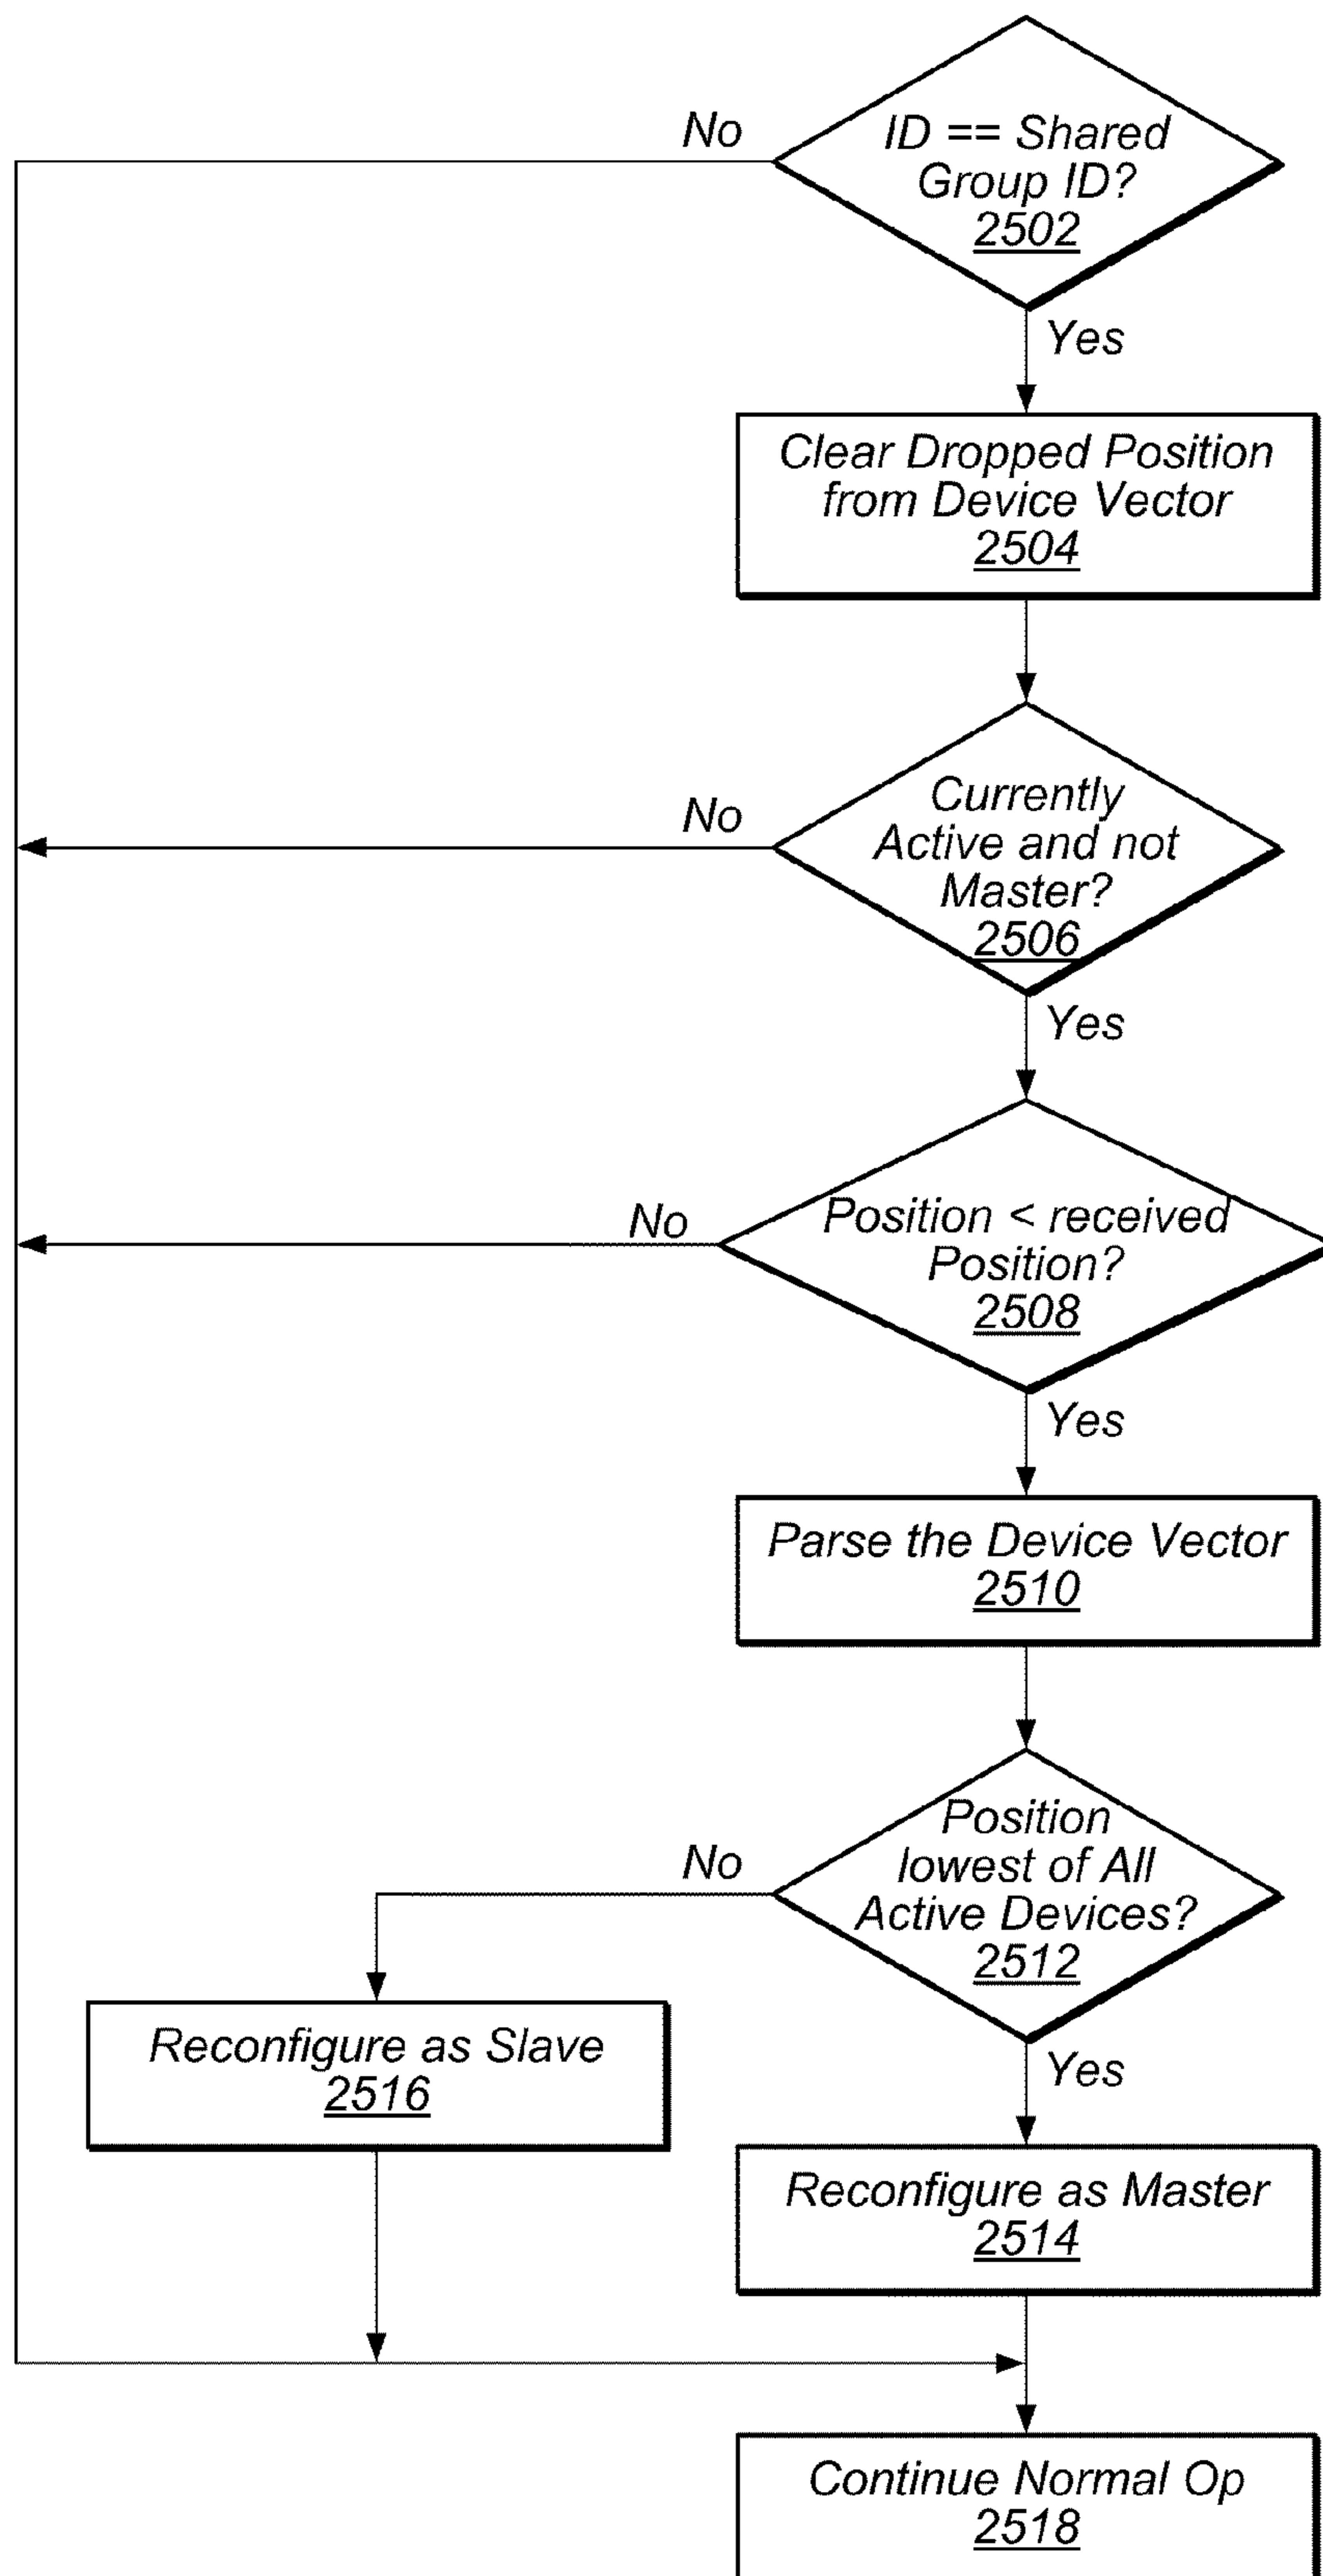 No
ID == Shared
Group ID?
2502
Yes
Clear Dropped Position
from Device Vector
2504
No
Currently
Active and not
Master?
2506
Yes
No
Position < received
Position?
2508
Yes
Parse the Device Vector
2510
No
Position
lowest of All
Active Devices?
2512
Yes
Reconfigure as Slave
2516
Reconfigure as Master
2514
Continue Normal Op
2518